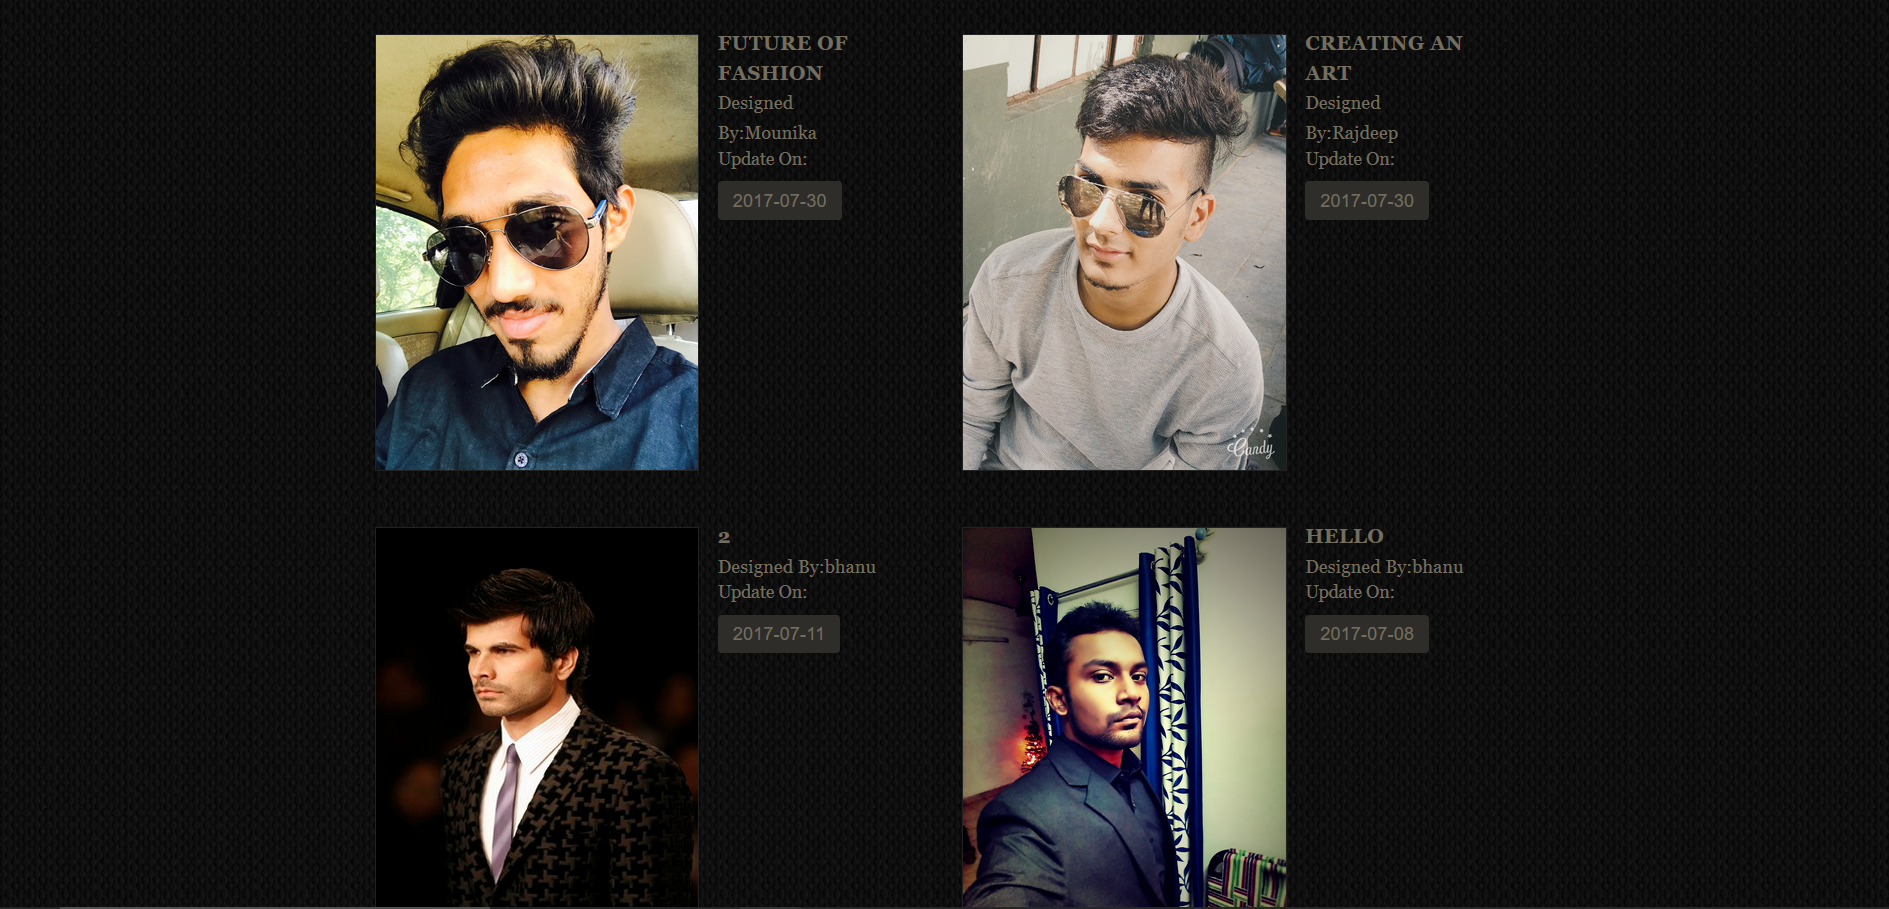 FUTURE OF
FASHION
Designed
By:Mounika
Update On:
2017-07-30
CREATING AN
ART
Designed
By:Rajdeep
Update On:
2017-07-30
Candy
2
Designed By:bhanu
Update On:
2017-07-11
HELLO
Designed By:bhanu
Update On:
2017-07-08